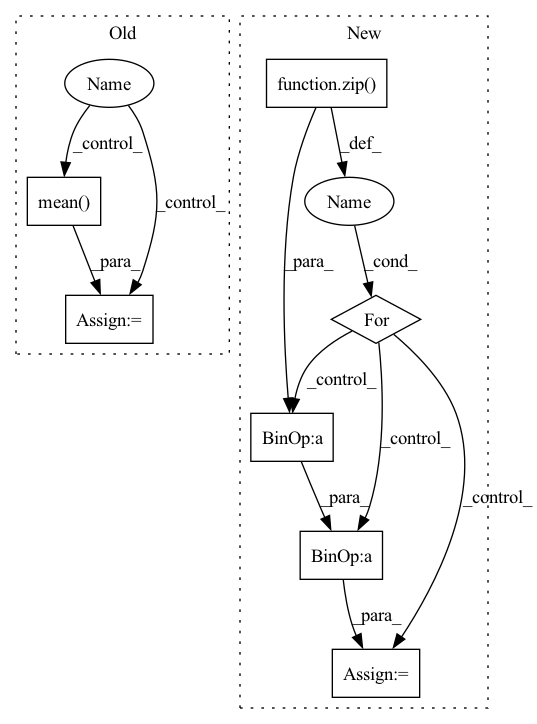 Old
New
Name
function.zip()
_control_
_def_
mean()
_control_
Name
_para_
_para_
_cond_
Assign:=
For
_control_
BinOp:a
_control_
_control_
_para_
BinOp:a
_para_
Assign:=